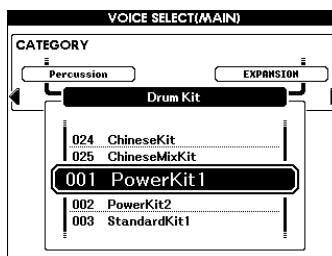 VOICE SELECT(MAIN)
CATEGORY
Percussion EXPANSION
Drum Kit
024 ChineseKit
025 ChineseMixKit
001 PowerKit1
002 PowerKit2
003 StandardKit1